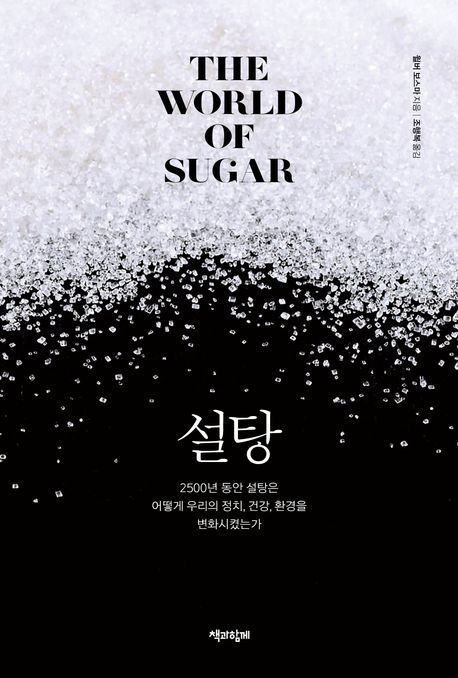 THE
WORLD
OF
SUGAR
윌버 보스마 지음 | 조행복 옮김
설탕
2500년 동안 설탕은
어떻게 우리의 정치, 건강, 환경을
변화시켰는가
책과함께